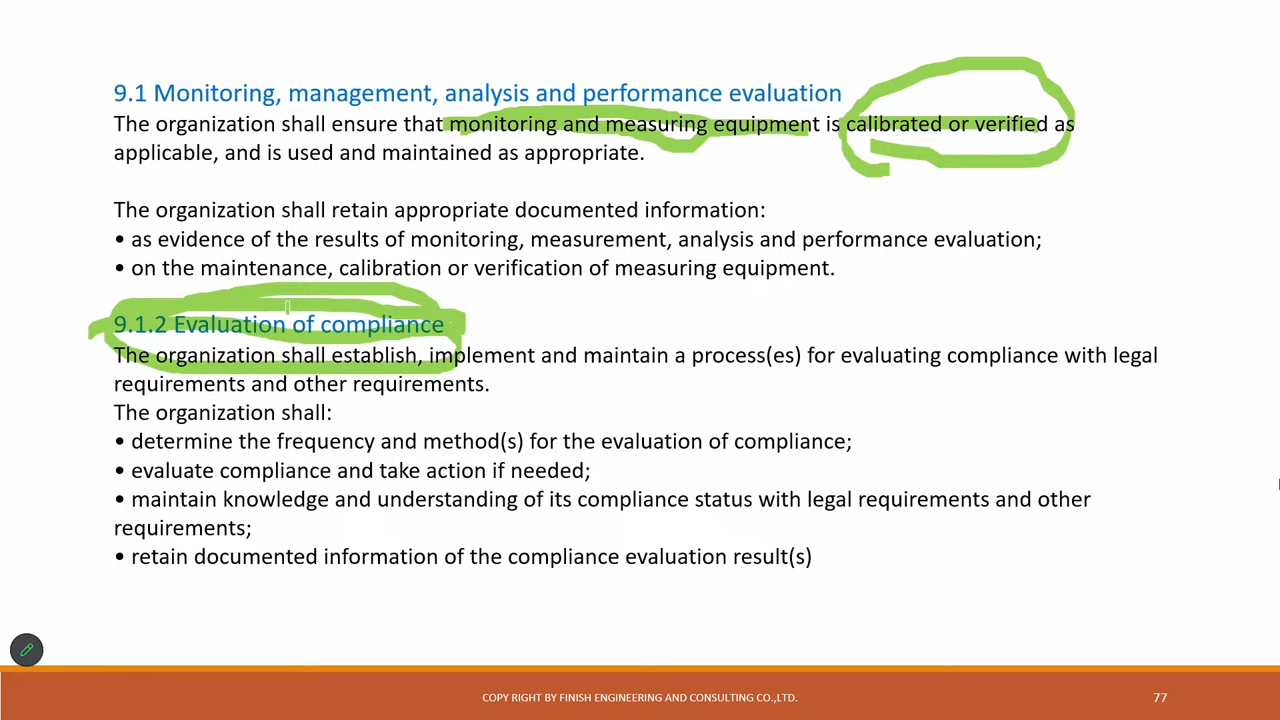 9.1 Monitoring, management, analysis and performance evaluation
The organization shall ensure that monitoring and measuring equipment is calibrated or verified as
applicable, and is used and maintained as appropriate.
The organization shall retain appropriate documented information:
• as evidence of the results of monitoring, measurement, analysis and performance evaluation;
• on the maintenance, calibration or verification of measuring equipment.
9.1.2 Evaluation of compliance
The organization shall establish, implement and maintain a process(es) for evaluating compliance with legal
requirements and other requirements.
The organization shall:
• determine the frequency and method(s) for the evaluation of compliance;
• evaluate compliance and take action if needed;
• maintain knowledge and understanding of its compliance status with legal requirements and other
requirements;
• retain documented information of the compliance evaluation result(s)
COPY RIGHT BY FINISH ENGINEERING AND CONSULTING CO.,LTD.
77